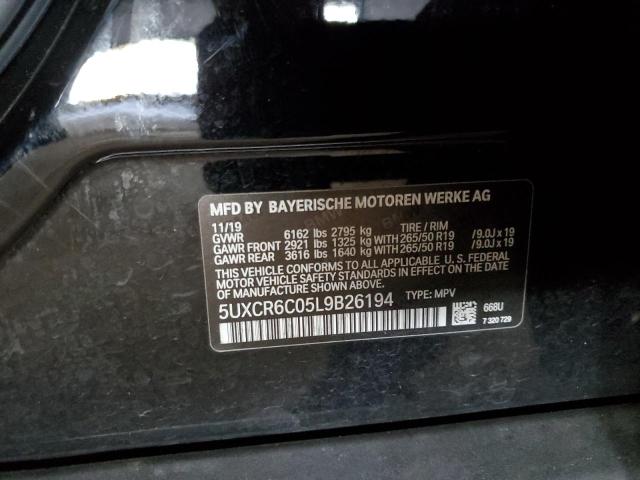 MFD BY BAYERISCHE MOTOREN WERKE AG
11/19 TIRE / RIM
GVWR 6162 lbs 2795 kg
GAWR FRONT 2921 lbs 1325 kg WITH 265/50 R19 /9.0J x 19
GAWR REAR 3616 lbs 1640 kg WITH 265/50 R19 /9.0J x 19
THIS VEHICLE CONFORMS TO ALL APPLICABLE U.S. FEDERAL
MOTOR VEHICLE SAFETY STANDARDS IN EFFECT ON THE DATE
OF MANUFACTURE SHOWN ABOVE.
5UXCR6C05L9B26194 TYPE: MPV
668U
7 320 729